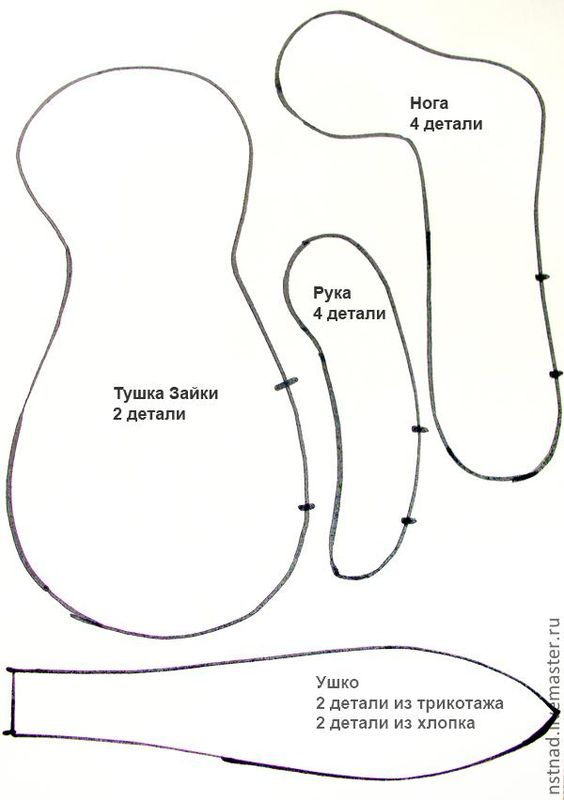 Нога
4 детали
Рука
4 детали
Тушка Зайки
2 детали
Ушко
2 детали из трикотажа
2 детали из хлопка
nstnad.livemaster.ru